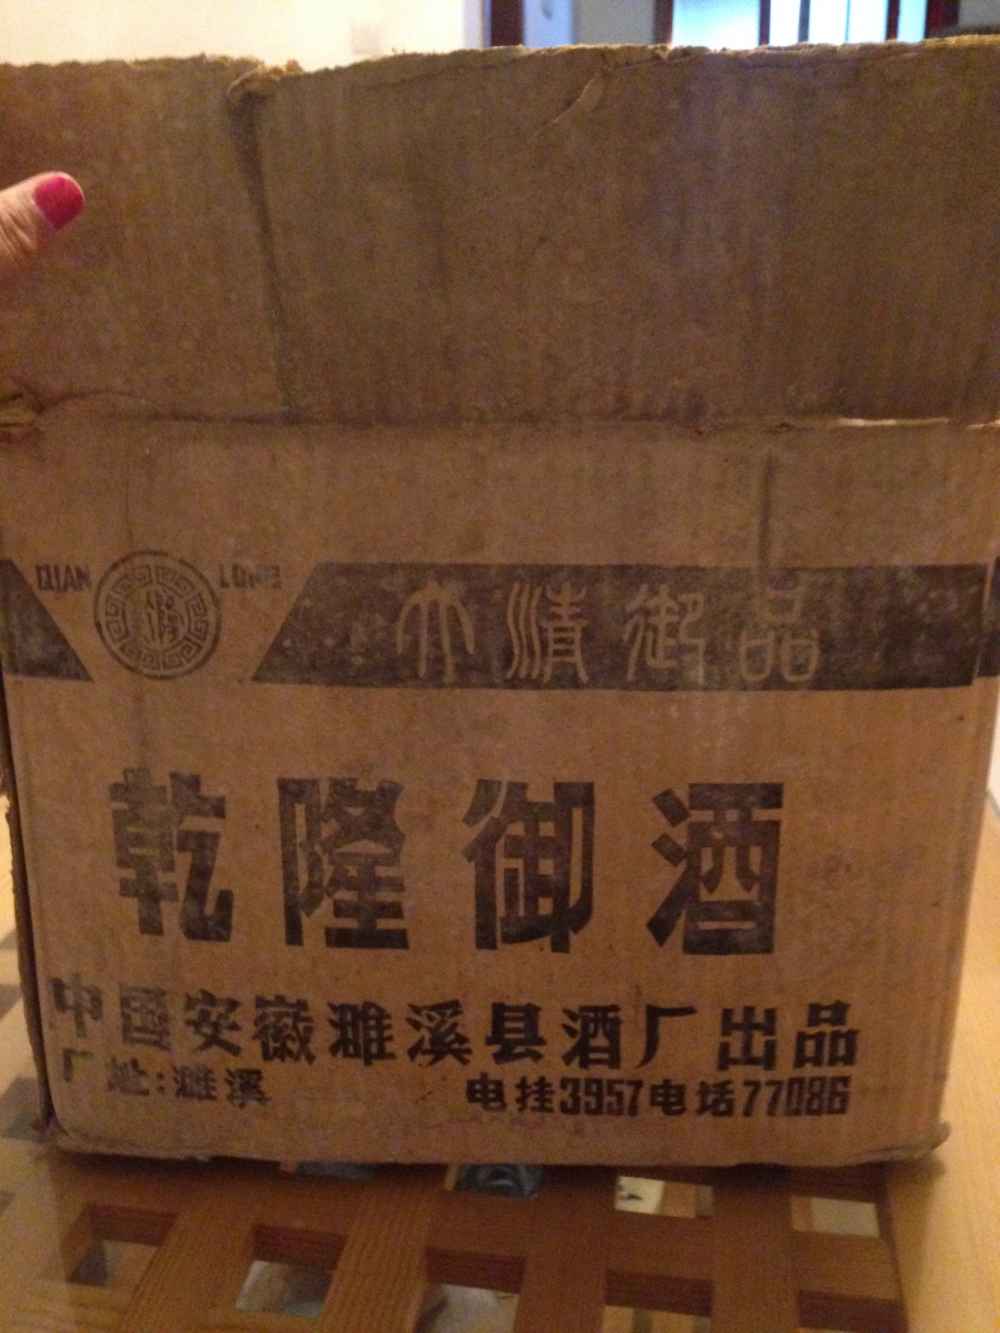 QIAN LONG
大清御品
乾隆御酒
中国安徽濉溪县酒厂出品
厂址:濉溪 电挂3957电话77086